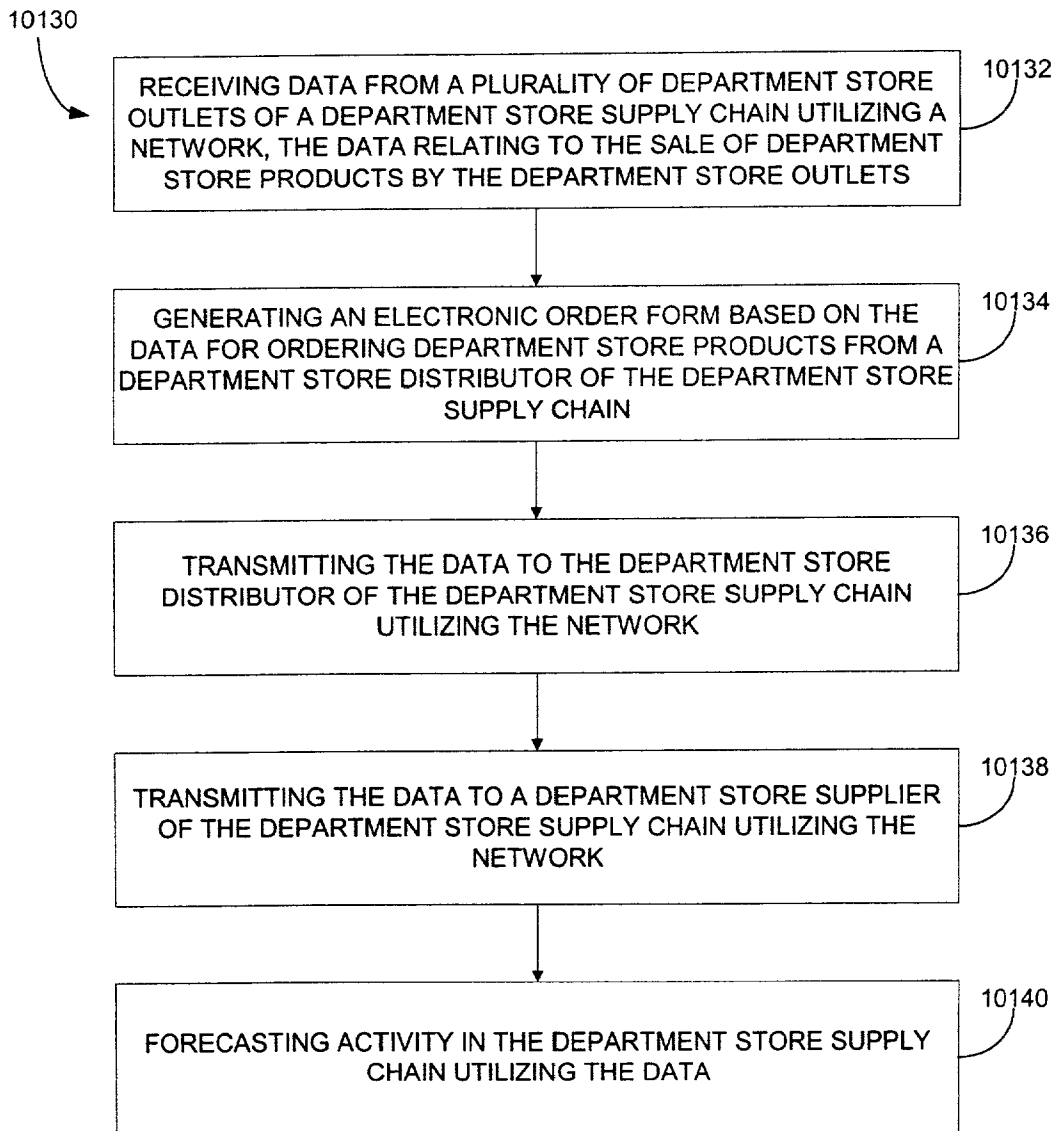 10130
10132
RECEIVING DATA FROM A PLURALITY OF DEPARTMENT STORE
OUTLETS OF A DEPARTMENT STORE SUPPLY CHAIN UTILIZING A
NETWORK, THE DATA RELATING TO THE SALE OF DEPARTMENT
STORE PRODUCTS BY THE DEPARTMENT STORE OUTLETS
10134
GENERATING AN ELECTRONIC ORDER FORM BASED ON THE
DATA FOR ORDERING DEPARTMENT STORE PRODUCTS FROM A
DEPARTMENT STORE DISTRIBUTOR OF THE DEPARTMENT STORE
SUPPLY CHAIN
10136
TRANSMITTING THE DATA TO THE DEPARTMENT STORE
DISTRIBUTOR OF THE DEPARTMENT STORE SUPPLY CHAIN
UTILIZING THE NETWORK
10138
TRANSMITTING THE DATA TO A DEPARTMENT STORE SUPPLIER
OF THE DEPARTMENT STORE SUPPLY CHAIN UTILIZING THE
NETWORK
10140
FORECASTING ACTIVITY IN THE DEPARTMENT STORE SUPPLY
CHAIN UTILIZING THE DATA